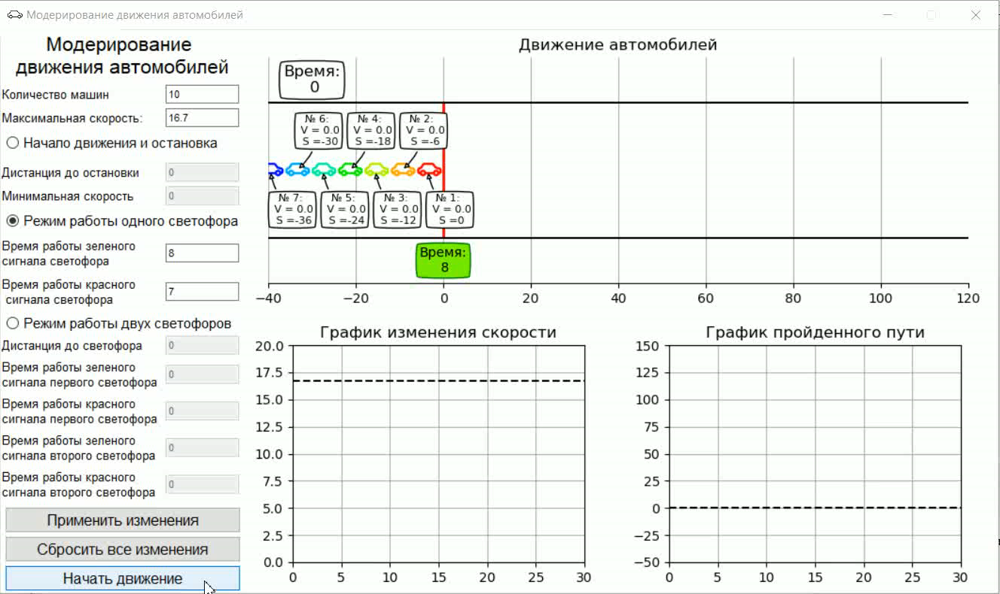 Модерирование движения автомобилей
Модерирование
движения автомобилей
Количество машин
10
Максимальная скорость:
16.7
Начало движения и остановка
Дистанция до остановки
0
Минимальная скорость
0
Режим работы одного светофора
Время работы зеленого
сигнала светофора
8
Время работы красного
сигнала светофора
7
Режим работы двух светофоров
Дистанция до светофора
0
Время работы зеленого
сигнала первого светофора
0
Время работы красного
сигнала первого светофора
0
Время работы зеленого
сигнала второго светофора
0
Время работы красного
сигнала второго светофора
0
Применить изменения
Сбросить все изменения
Начать движение
Движение автомобилей
Время:
0
№ 6:
V = 0.0
S =-30
№ 4:
V = 0.0
S =-18
№ 2:
V = 0.0
S =-6
№ 7:
V = 0.0
S =-36
№ 5:
V = 0.0
S =-24
№ 3:
V = 0.0
S =-12
№ 1:
V = 0.0
S =0
Время:
8
−40 −20 0 20 40 60 80 100 120
График изменения скорости
20.0
17.5
15.0
12.5
10.0
7.5
5.0
2.5
0.0
0 5 10 15 20 25 30
График пройденного пути
150
125
100
75
50
25
0
−25
−50
0 5 10 15 20 25 30